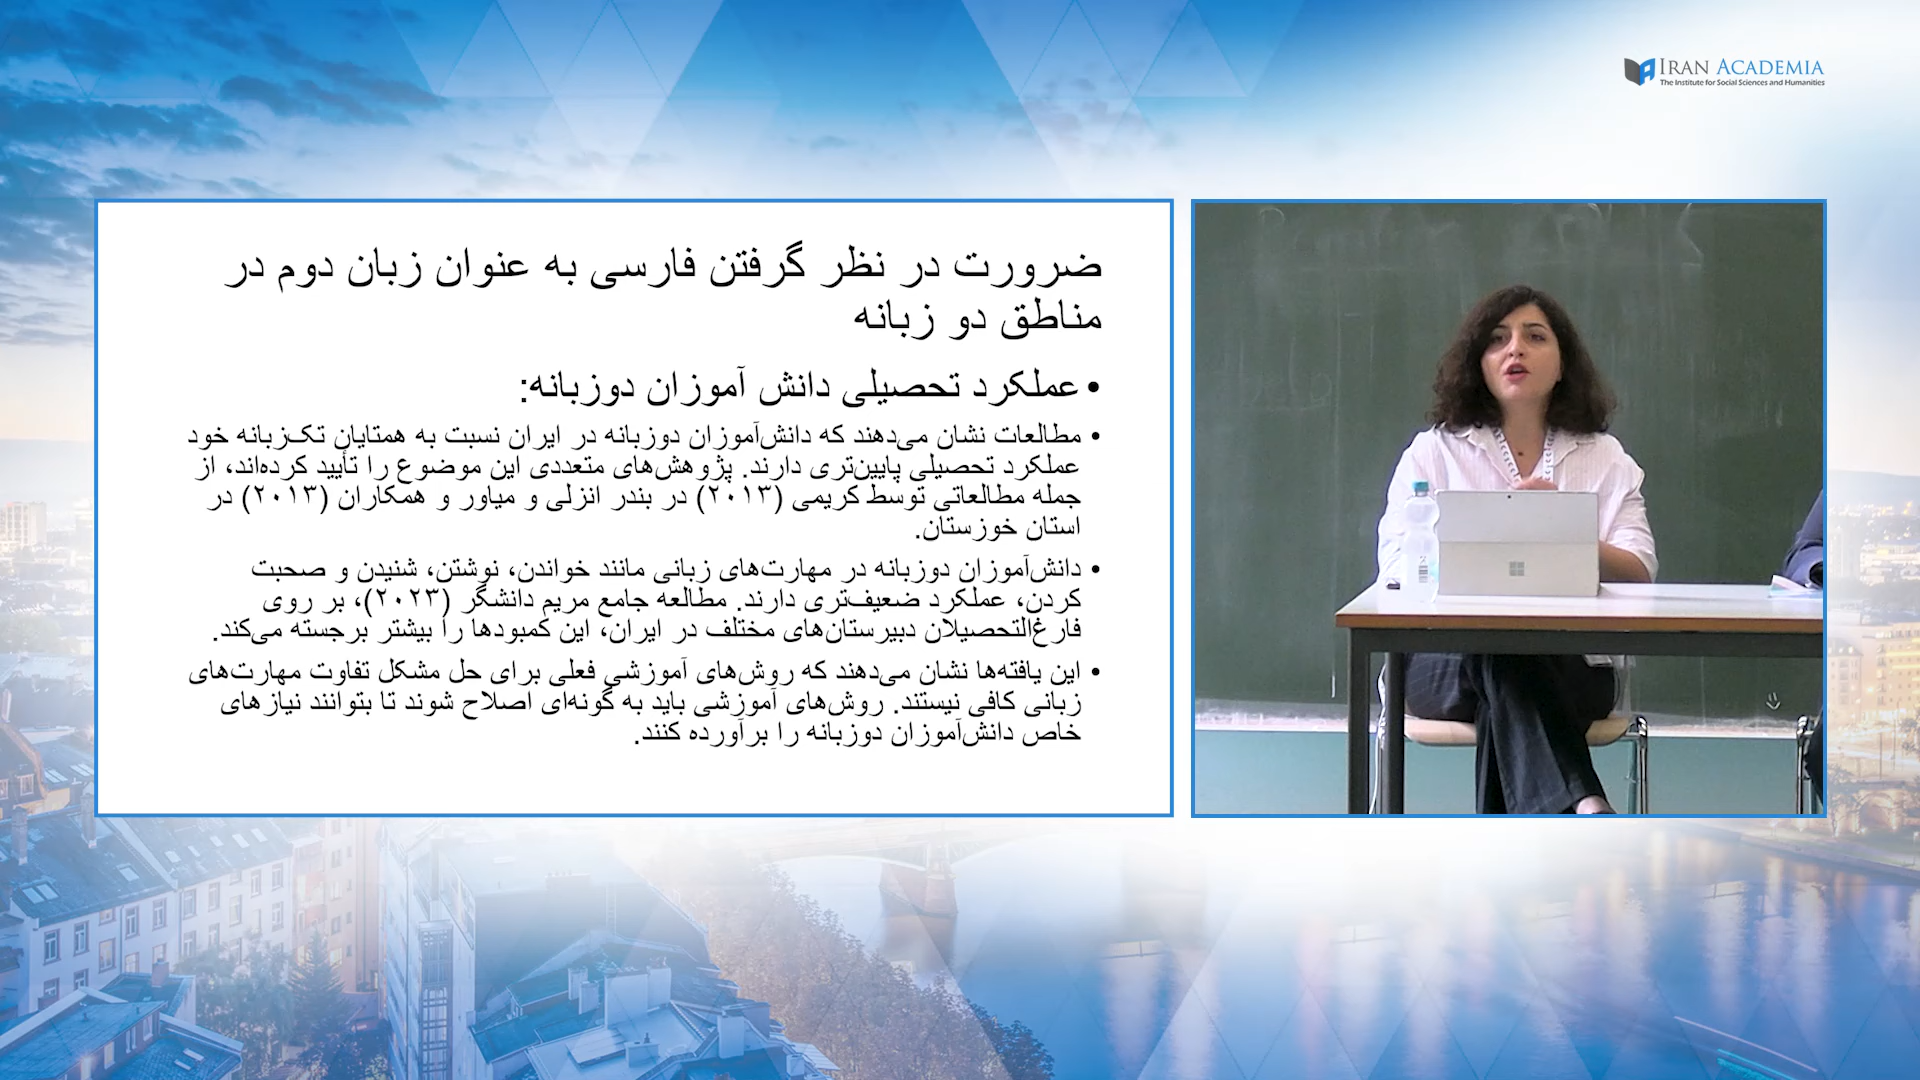 IRAN ACADEMIA
The Institute for Social Sciences and Humanities
ضرورت در نظر گرفتن فارسی به عنوان زبان دوم در
مناطق دو زبانه
• عملکرد تحصیلی دانش آموزان دوزبانه:
• مطالعات نشان می‌دهند که دانش‌آموزان دوزبانه در ایران نسبت به همتایان تک‌زبانه خود
عملکرد تحصیلی پایین‌تری دارند. پژوهش‌های متعددی این موضوع را تأیید کرده‌اند، از
جمله مطالعاتی توسط کریمی (۲۰۱۳) در بندر انزلی و میاور و همکاران (۲۰۱۳) در
استان خوزستان.
• دانش‌آموزان دوزبانه در مهارت‌های زبانی مانند خواندن، نوشتن، شنیدن و صحبت
کردن، عملکرد ضعیف‌تری دارند. مطالعه جامع مریم دانشگر (۲۰۲۳)، بر روی
فارغ‌التحصیلان دبیرستان‌های مختلف در ایران، این کمبودها را بیشتر برجسته می‌کند.
• این یافته‌ها نشان می‌دهند که روش‌های آموزشی فعلی برای حل مشکل تفاوت مهارت‌های
زبانی کافی نیستند. روش‌های آموزشی باید به گونه‌ای اصلاح شوند تا بتوانند نیازهای
خاص دانش‌آموزان دوزبانه را برآورده کنند.